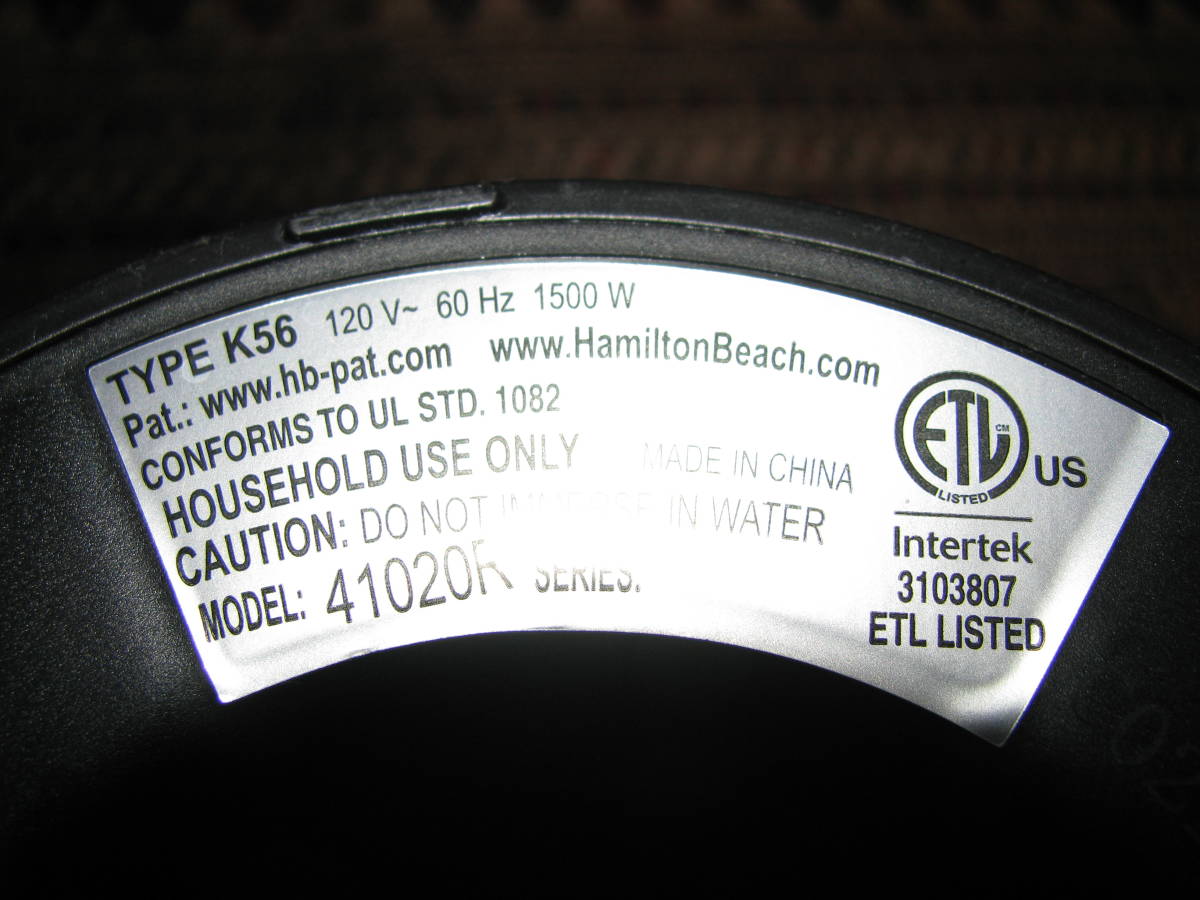 TYPE K56 120 V~ 60 Hz 1500 W
Pat.: www.hb-pat.com www.HamiltonBeach.com
CONFORMS TO UL STD. 1082
HOUSEHOLD USE ONLY MADE IN CHINA
CAUTION: DO NOT IMMERSE IN WATER
MODEL: 41020R SERIES:
ETL CM
LISTED
US
Intertek
3103807
ETL LISTED